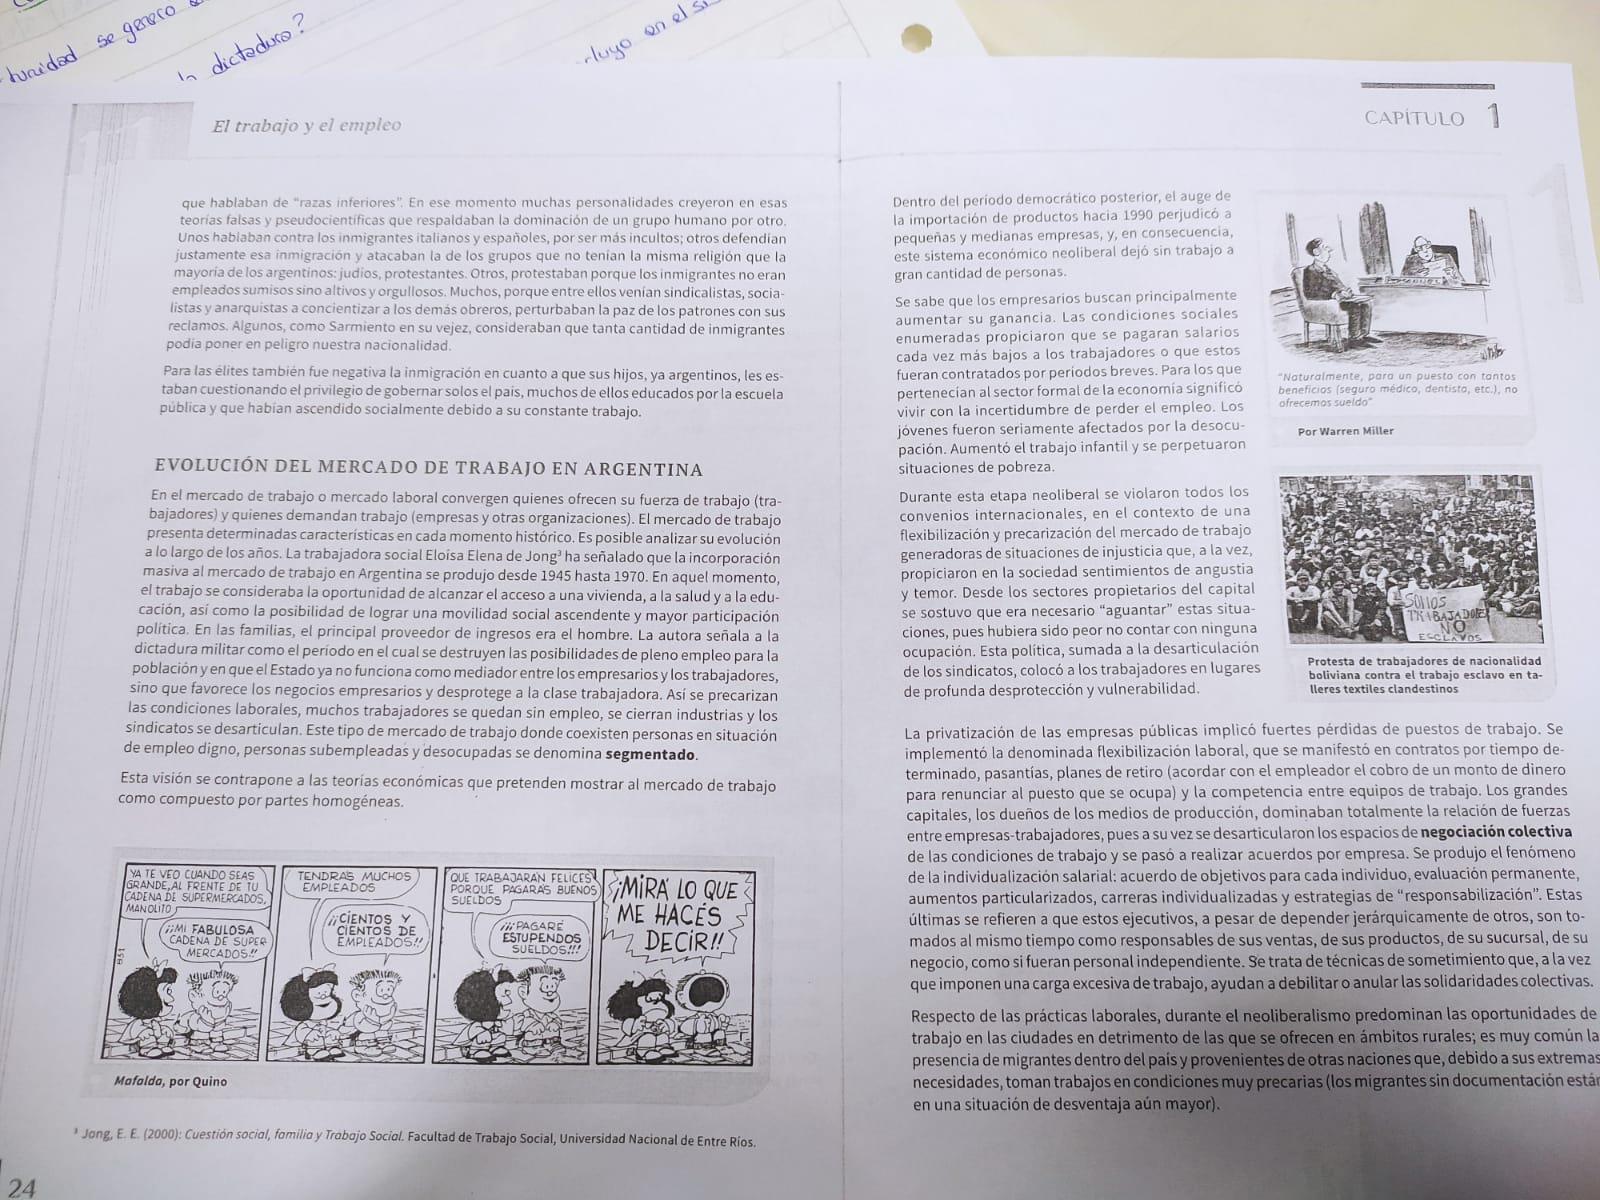 tunidad se genero
la dictadura?
rluyo en el si
El trabajo y el empleo
que hablaban de “razas inferiores”. En ese momento muchas personalidades creyeron en esas
teorías falsas y pseudocientíficas que respaldaban la dominación de un grupo humano por otro.
Unos hablaban contra los inmigrantes italianos y españoles, por ser más incultos; otros defendían
justamente esa inmigración y atacaban la de los grupos que no tenían la misma religión que la
mayoría de los argentinos: judíos, protestantes. Otros, protestaban porque los inmigrantes no eran
empleados sumisos sino altivos y orgullosos. Muchos, porque entre ellos venían sindicalistas, socia-
listas y anarquistas a concientizar a los demás obreros, perturbaban la paz de los patrones con sus
reclamos. Algunos, como Sarmiento en su vejez, consideraban que tanta cantidad de inmigrantes
podía poner en peligro nuestra nacionalidad.
Para las élites también fue negativa la inmigración en cuanto a que sus hijos, ya argentinos, les es-
taban cuestionando el privilegio de gobernar solos el país, muchos de ellos educados por la escuela
pública y que habían ascendido socialmente debido a su constante trabajo.
EVOLUCIÓN DEL MERCADO DE TRABAJO EN ARGENTINA
En el mercado de trabajo o mercado laboral convergen quienes ofrecen su fuerza de trabajo (tra-
bajadores) y quienes demandan trabajo (empresas y otras organizaciones). El mercado de trabajo
presenta determinadas características en cada momento histórico. Es posible analizar su evolución
a lo largo de los años. La trabajadora social Eloísa Elena de Jong³ ha señalado que la incorporación
masiva al mercado de trabajo en Argentina se produjo desde 1945 hasta 1970. En aquel momento,
el trabajo se consideraba la oportunidad de alcanzar el acceso a una vivienda, a la salud y a la edu-
cación, así como la posibilidad de lograr una movilidad social ascendente y mayor participación
política. En las familias, el principal proveedor de ingresos era el hombre. La autora señala a la
dictadura militar como el período en el cual se destruyen las posibilidades de pleno empleo para la
población y en que el Estado ya no funciona como mediador entre los empresarios y los trabajadores,
sino que favorece los negocios empresarios y desprotege a la clase trabajadora. Así se precarizan
las condiciones laborales, muchos trabajadores se quedan sin empleo, se cierran industrias y los
sindicatos se desarticulan. Este tipo de mercado de trabajo donde coexisten personas en situación
de empleo digno, personas subempleadas y desocupadas se denomina segmentado.
Esta visión se contrapone a las teorías económicas que pretenden mostrar al mercado de trabajo
como compuesto por partes homogéneas.
YA TE VEO CUANDO SEAS
GRANDE, AL FRENTE DE TU
CADENA DE SUPERMERCADOS,
MANOLITO
¡¡MI FABULOSA
CADENA DE SUPER
MERCADOS!!
TENDRÁS MUCHOS
EMPLEADOS
¡¡CIENTOS Y
CIENTOS DE
EMPLEADOS!!
QUE TRABAJARÁN FELICES
PORQUE PAGARÁS BUENOS
SUELDOS
¡¡¡PAGARÉ
ESTUPENDOS
SUELDOS!!!
¡MIRÁ LO QUE
ME HACÉS
DECIR!!
Mafalda, por Quino
³ Jong, E. E. (2000): Cuestión social, familia y Trabajo Social. Facultad de Trabajo Social, Universidad Nacional de Entre Ríos.
24
CAPÍTULO 1
1
Dentro del período democrático posterior, el auge de
la importación de productos hacia 1990 perjudicó a
pequeñas y medianas empresas, y, en consecuencia,
este sistema económico neoliberal dejó sin trabajo a
gran cantidad de personas.
Se sabe que los empresarios buscan principalmente
aumentar su ganancia. Las condiciones sociales
enumeradas propiciaron que se pagaran salarios
cada vez más bajos a los trabajadores o que estos
fueran contratados por períodos breves. Para los que
pertenecían al sector formal de la economía significó
vivir con la incertidumbre de perder el empleo. Los
jóvenes fueron seriamente afectados por la desocu-
pación. Aumentó el trabajo infantil y se perpetuaron
situaciones de pobreza.
Durante esta etapa neoliberal se violaron todos los
convenios internacionales, en el contexto de una
flexibilización y precarización del mercado de trabajo
generadoras de situaciones de injusticia que, a la vez,
propiciaron en la sociedad sentimientos de angustia
y temor. Desde los sectores propietarios del capital
se sostuvo que era necesario “aguantar” estas situa-
ciones, pues hubiera sido peor no contar con ninguna
ocupación. Esta política, sumada a la desarticulación
de los sindicatos, colocó a los trabajadores en lugares
de profunda desprotección y vulnerabilidad.
PERSONNEL
“Naturalmente, para un puesto con tantos
beneficios (seguro médico, dentista, etc.), no
ofrecemos sueldo”
Por Warren Miller
SOMOS
TRABAJADORES
NO
ESCLAVOS
Protesta de trabajadores de nacionalidad
boliviana contra el trabajo esclavo en ta-
lleres textiles clandestinos
La privatización de las empresas públicas implicó fuertes pérdidas de puestos de trabajo. Se
implementó la denominada flexibilización laboral, que se manifestó en contratos por tiempo de-
terminado, pasantías, planes de retiro (acordar con el empleador el cobro de un monto de dinero
para renunciar al puesto que se ocupa) y la competencia entre equipos de trabajo. Los grandes
capitales, los dueños de los medios de producción, dominaban totalmente la relación de fuerzas
entre empresas-trabajadores, pues a su vez se desarticularon los espacios de negociación colectiva
de las condiciones de trabajo y se pasó a realizar acuerdos por empresa. Se produjo el fenómeno
de la individualización salarial: acuerdo de objetivos para cada individuo, evaluación permanente,
aumentos particularizados, carreras individualizadas y estrategias de “responsabilización”. Estas
últimas se refieren a que estos ejecutivos, a pesar de depender jerárquicamente de otros, son to-
mados al mismo tiempo como responsables de sus ventas, de sus productos, de su sucursal, de su
negocio, como si fueran personal independiente. Se trata de técnicas de sometimiento que, a la vez
que imponen una carga excesiva de trabajo, ayudan a debilitar o anular las solidaridades colectivas.
Respecto de las prácticas laborales, durante el neoliberalismo predominan las oportunidades de
trabajo en las ciudades en detrimento de las que se ofrecen en ámbitos rurales; es muy común la
presencia de migrantes dentro del país y provenientes de otras naciones que, debido a sus extremas
necesidades, toman trabajos en condiciones muy precarias (los migrantes sin documentación están
en una situación de desventaja aún mayor).